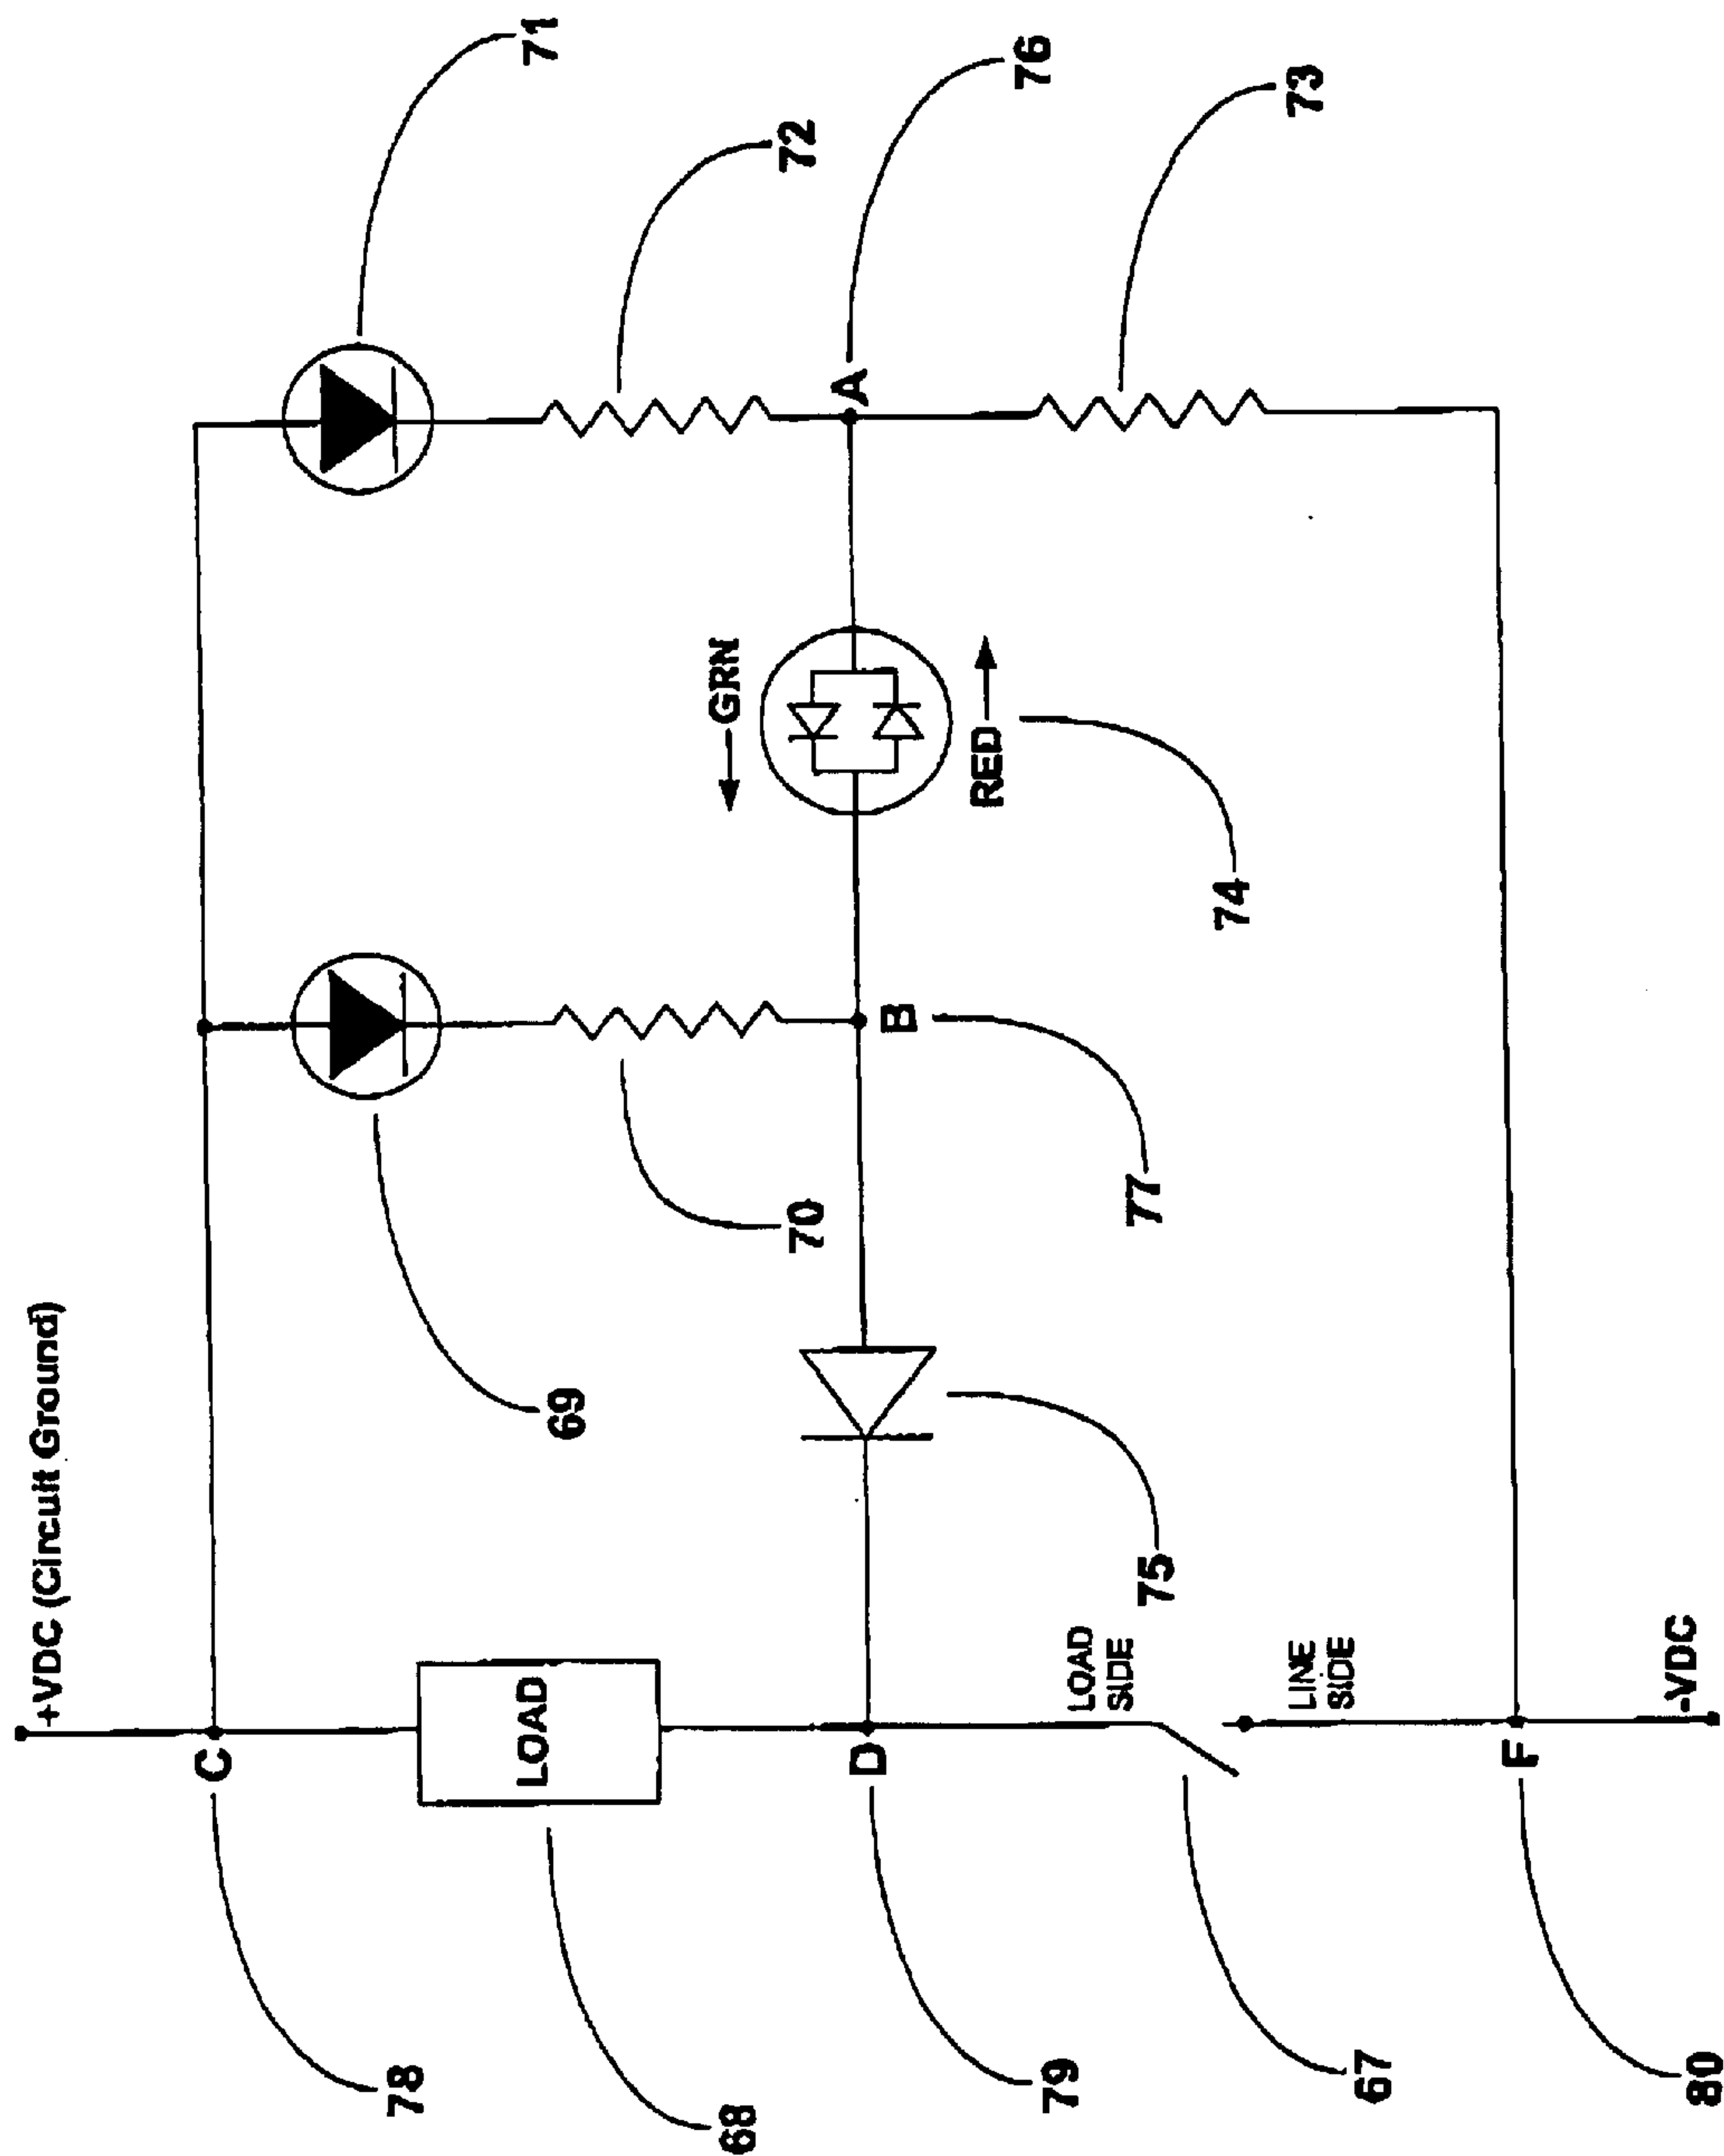 +VDC (Circuit Ground)
C
78
LOAD
71
69
68
GRN
72
70
D
A
B
RED
76
79
LOAD
SIDE
77
75
74
LINE
SIDE
73
67
F
-VDC
80